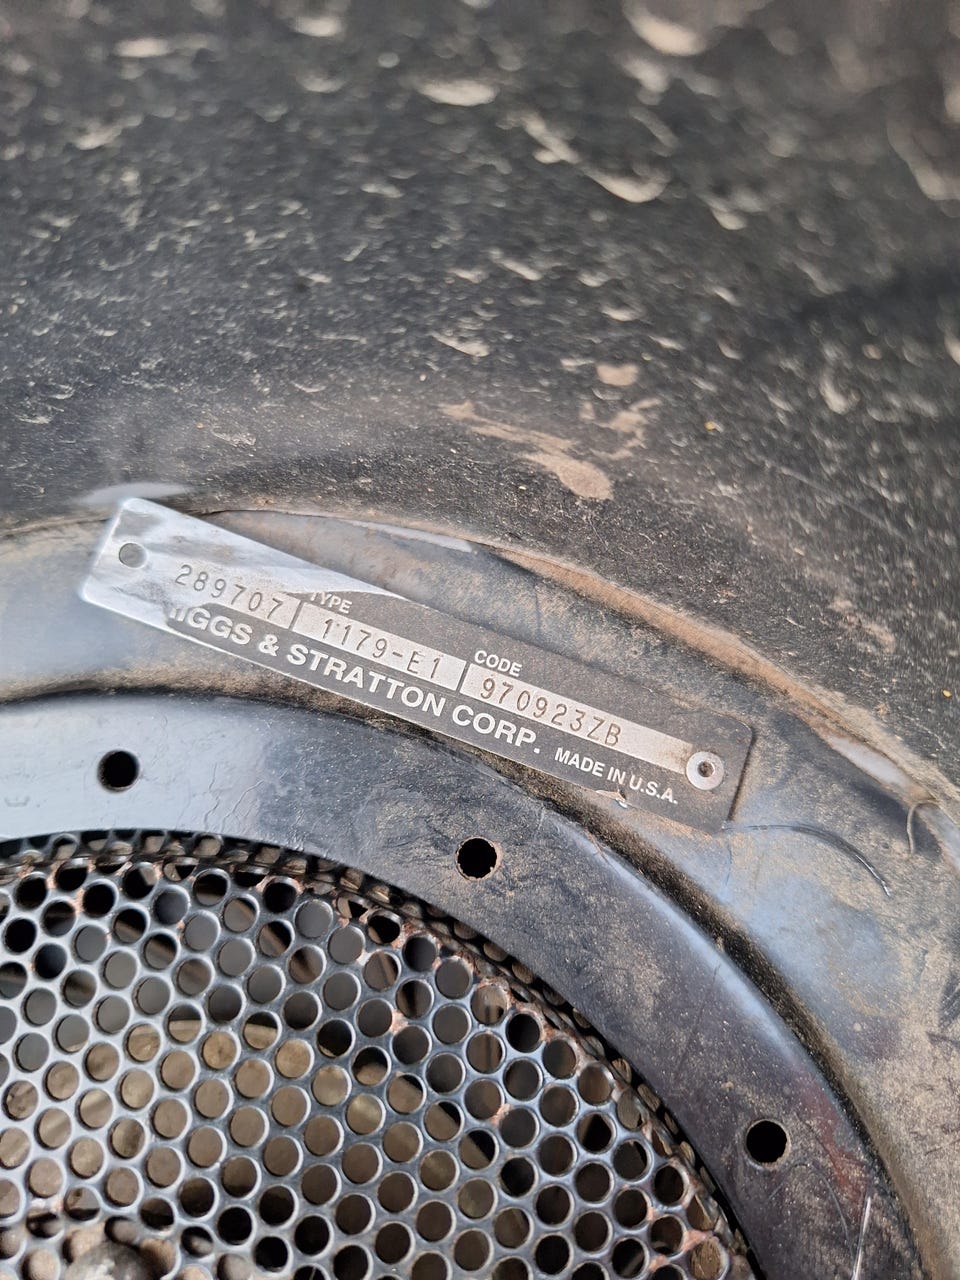 TYPE CODE
289707 1179-E1 970923ZB
IGGS & STRATTON CORP. MADE IN U.S.A.